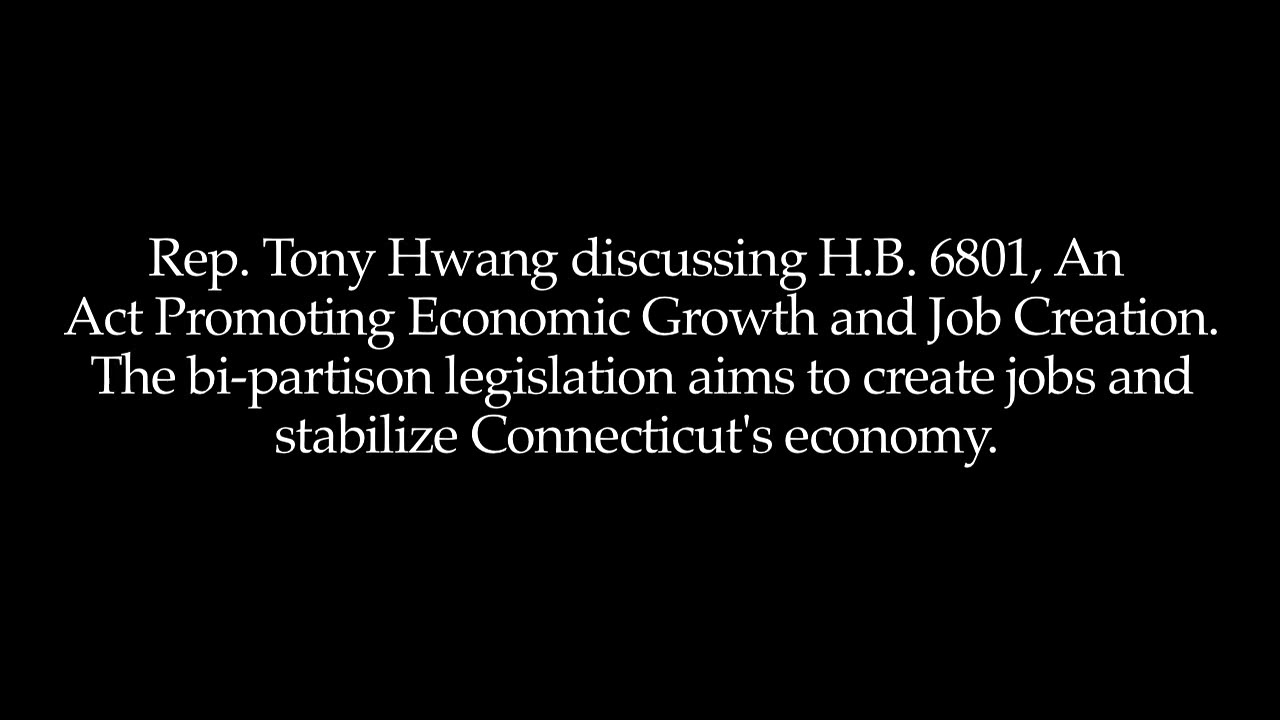 Rep. Tony Hwang discussing H.B. 6801, An
Act Promoting Economic Growth and Job Creation.
The bi-partison legislation aims to create jobs and
stabilize Connecticut's economy.